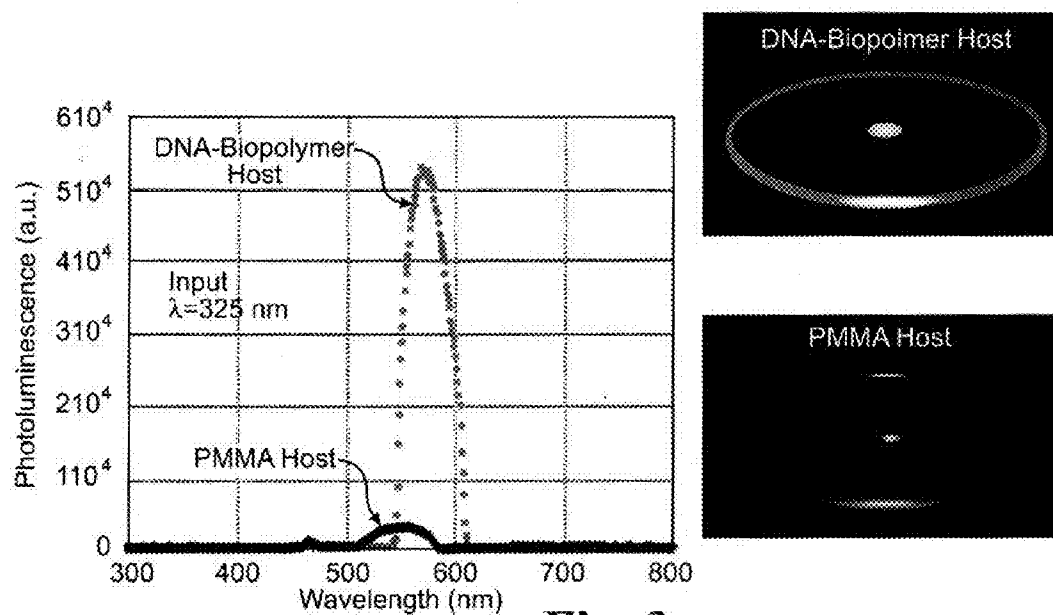 DNA-Biopolmer Host
610⁴
510⁴
410⁴
310⁴
210⁴
110⁴
0
Photoluminescence (a.u.)
DNA-Biopolymer
Host
Input
λ=325 nm
PMMA Host
300 400 500 600 700 800
Wavelength (nm)
PMMA Host